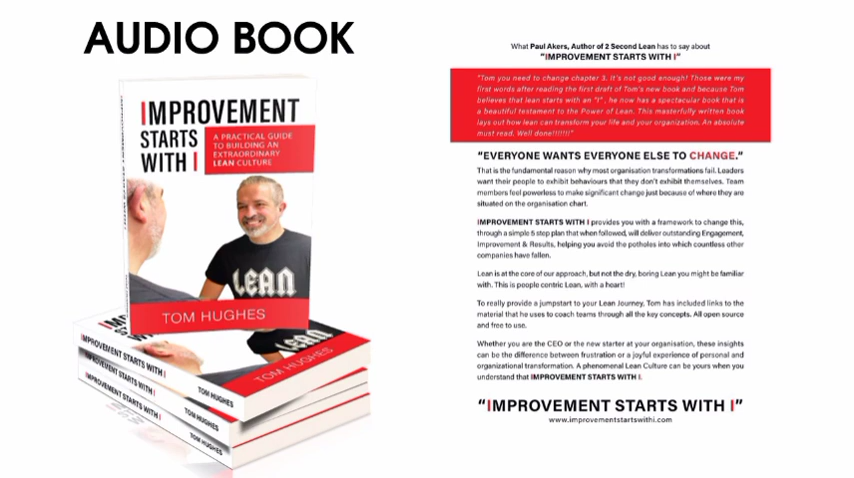 AUDIO BOOK
IMPROVEMENT
STARTS
WITH I
A PRACTICAL GUIDE
TO BUILDING AN
EXTRAORDINARY
LEAN CULTURE
LEAN
TOM HUGHES
TOM HUGHES
IMPROVEMENT STARTS WITH I
TOM HUGHES
IMPROVEMENT STARTS WITH I
TOM HUGHES
IMPROVEMENT STARTS WITH I
TOM HUGHES
What Paul Akers, Author of 2 Second Lean has to say about
“IMPROVEMENT STARTS WITH I”
"Tom you need to change chapter 3. It's not good enough! Those were my
first words after reading the first draft of Tom's new book and because Tom
believes that lean starts with an "I" , he now has a spectacular book that is
a beautiful testament to the Power of Lean. This masterfully written book
lays out how lean can transform your life and your organization. An absolute
must read. Well done!!!!!!!"
“EVERYONE WANTS EVERYONE ELSE TO CHANGE.”
That is the fundamental reason why most organisation transformations fail. Leaders
want their people to exhibit behaviours that they don't exhibit themselves. Team
members feel powerless to make significant change just because of where they are
situated on the organisation chart.
IMPROVEMENT STARTS WITH I provides you with a framework to change this,
through a simple 5 step plan that when followed, will deliver outstanding Engagement,
Improvement & Results, helping you avoid the potholes into which countless other
companies have fallen.
Lean is at the core of our approach, but not the dry, boring Lean you might be familiar
with. This is people centric Lean, with a heart!
To really provide a jumpstart to your Lean Journey, Tom has included links to the
material that he uses to coach teams through all the key concepts. All open source
and free to use.
Whether you are the CEO or the new starter at your organisation, these insights
can be the difference between frustration or a joyful experience of personal and
organizational transformation. A phenomenal Lean Culture can be yours when you
understand that IMPROVEMENT STARTS WITH I.
“IMPROVEMENT STARTS WITH I”
www.improvementstartswithi.com